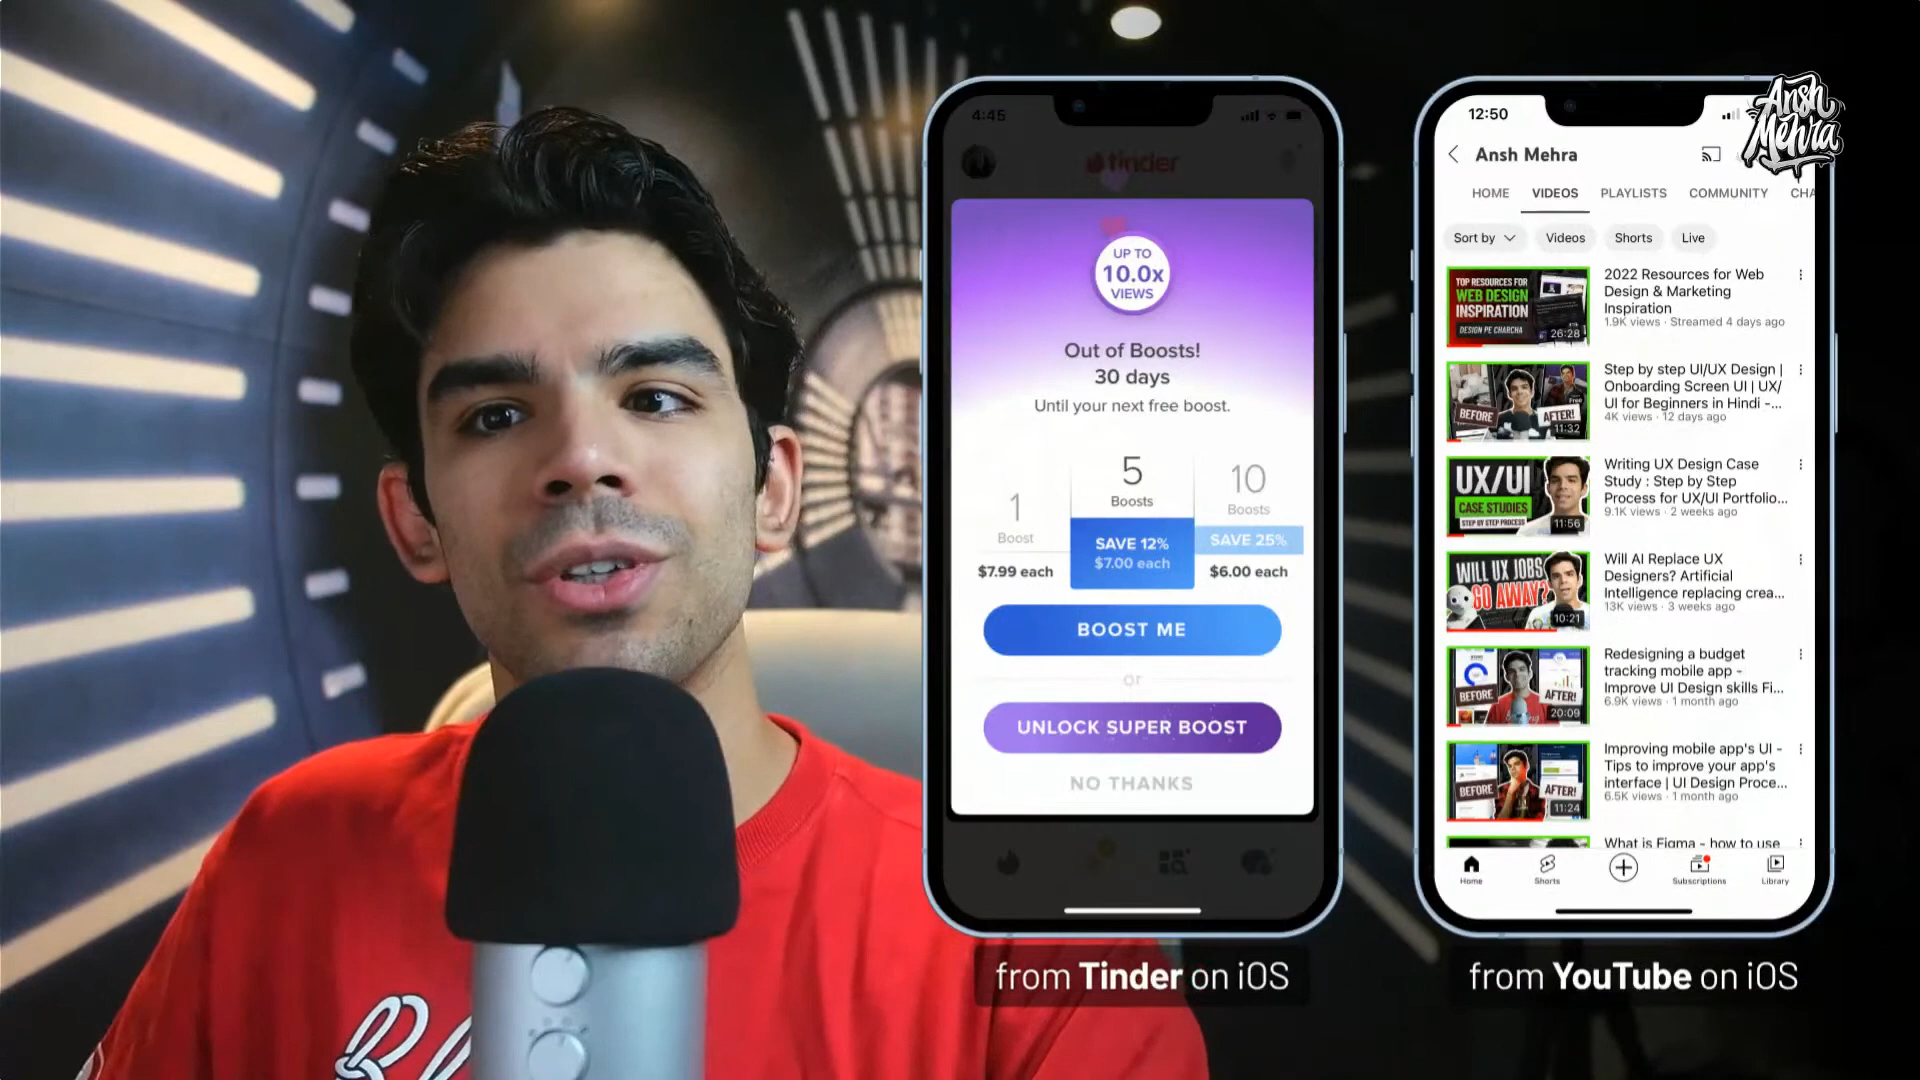 Ansh
Mehra
4:45
tinder
UP TO
10.0x
VIEWS
Out of Boosts!
30 days
Until your next free boost.
1
Boost
$7.99 each
5
Boosts
SAVE 12%
$7.00 each
10
Boosts
SAVE 25%
$6.00 each
BOOST ME
or
UNLOCK SUPER BOOST
NO THANKS
from Tinder on iOS
12:50
Ansh Mehra
HOME VIDEOS PLAYLISTS COMMUNITY CHA
Sort by Videos Shorts Live
TOP RESOURCES FOR
WEB DESIGN
INSPIRATION
DESIGN PE CHARCHA
26:28
2022 Resources for Web
Design & Marketing
Inspiration
1.9K views · Streamed 4 days ago
BEFORE
AFTER!
11:32
Step by step UI/UX Design |
Onboarding Screen UI | UX/
UI for Beginners in Hindi -...
4K views · 12 days ago
UX/UI
CASE STUDIES
STEP BY STEP PROCESS
11:56
Writing UX Design Case
Study : Step by Step
Process for UX/UI Portfolio...
9.1K views · 2 weeks ago
WILL UX JOBS
GO AWAY?
10:21
Will AI Replace UX
Designers? Artificial
Intelligence replacing crea...
13K views · 3 weeks ago
BEFORE
AFTER!
20:09
Redesigning a budget
tracking mobile app -
Improve UI Design skills Fi...
6.9K views · 1 month ago
BEFORE
AFTER!
11:24
Improving mobile app's UI -
Tips to improve your app's
interface | UI Design Proce...
6.5K views · 1 month ago
What is Figma - how to use
Home Shorts Subscriptions Library
from YouTube on iOS